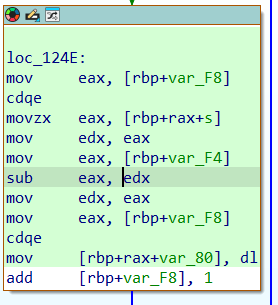 loc_124E:
mov eax, [rbp+var_F8]
cdqe
movzx eax, [rbp+rax+s]
mov edx, eax
mov eax, [rbp+var_F4]
sub eax, edx
mov edx, eax
mov eax, [rbp+var_F8]
cdqe
mov [rbp+rax+var_80], dl
add [rbp+var_F8], 1